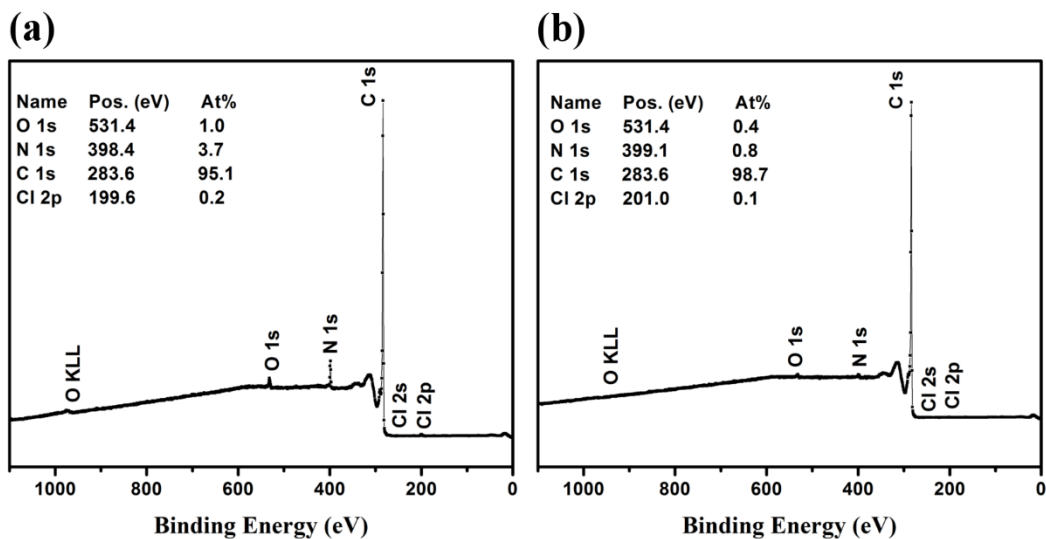 (a)
Name Pos. (eV) At%
O 1s 531.4 1.0
N 1s 398.4 3.7
C 1s 283.6 95.1
Cl 2p 199.6 0.2
C 1s
O KLL
O 1s
N 1s
Cl 2s
Cl 2p
1000 800 600 400 200 0
Binding Energy (eV)
(b)
Name Pos. (eV) At%
O 1s 531.4 0.4
N 1s 399.1 0.8
C 1s 283.6 98.7
Cl 2p 201.0 0.1
C 1s
O KLL
O 1s
N 1s
Cl 2s
Cl 2p
1000 800 600 400 200 0
Binding Energy (eV)